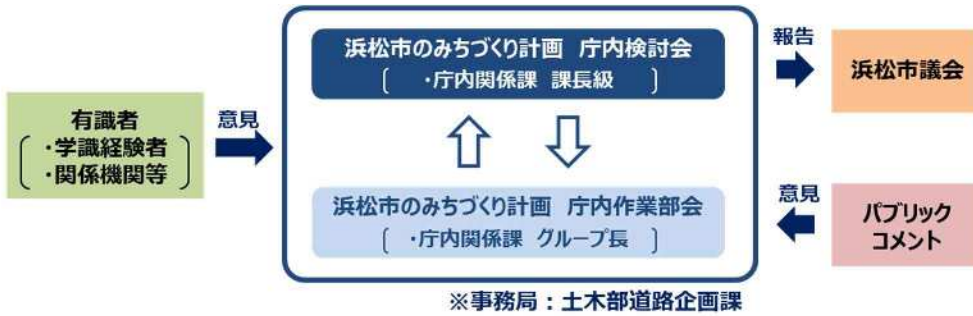 浜松市のみちづくり計画 庁内検討会
・庁内関係課 課長級
報告
浜松市議会
有識者
・学識経験者
・関係機関等
意見
浜松市のみちづくり計画 庁内作業部会
・庁内関係課 グループ長
意見
パブリック
コメント
※事務局:土木部道路企画課